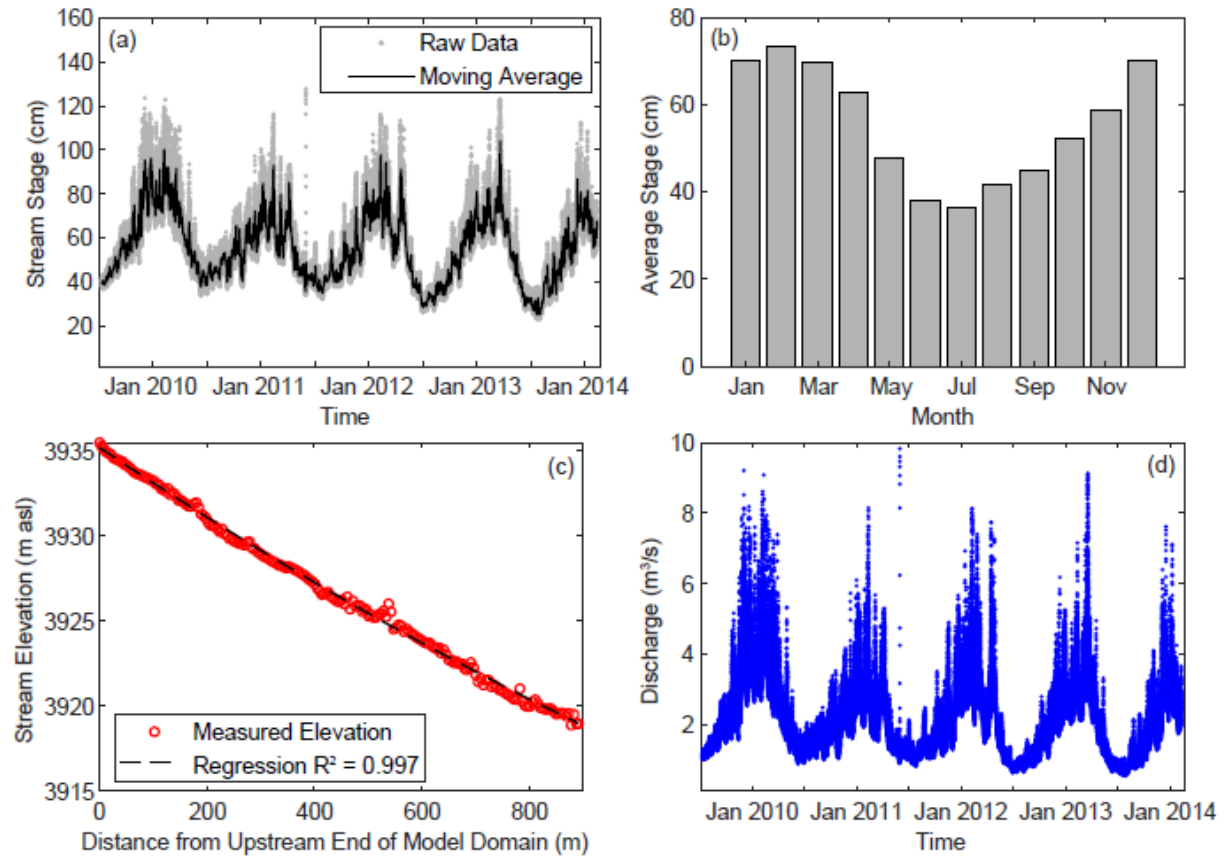 (a)
Raw Data
Moving Average
160
140
120
100
80
60
40
20
Stream Stage (cm)
Jan 2010 Jan 2011 Jan 2012 Jan 2013 Jan 2014
Time
(b)
80
60
40
20
0
Average Stage (cm)
Jan Mar May Jul Sep Nov
Month
(c)
3935
3930
3925
3920
3915
Stream Elevation (m asl)
Measured Elevation
Regression R² = 0.997
0 200 400 600 800
Distance from Upstream End of Model Domain (m)
(d)
10
8
6
4
2
Discharge (m³/s)
Jan 2010 Jan 2011 Jan 2012 Jan 2013 Jan 2014
Time